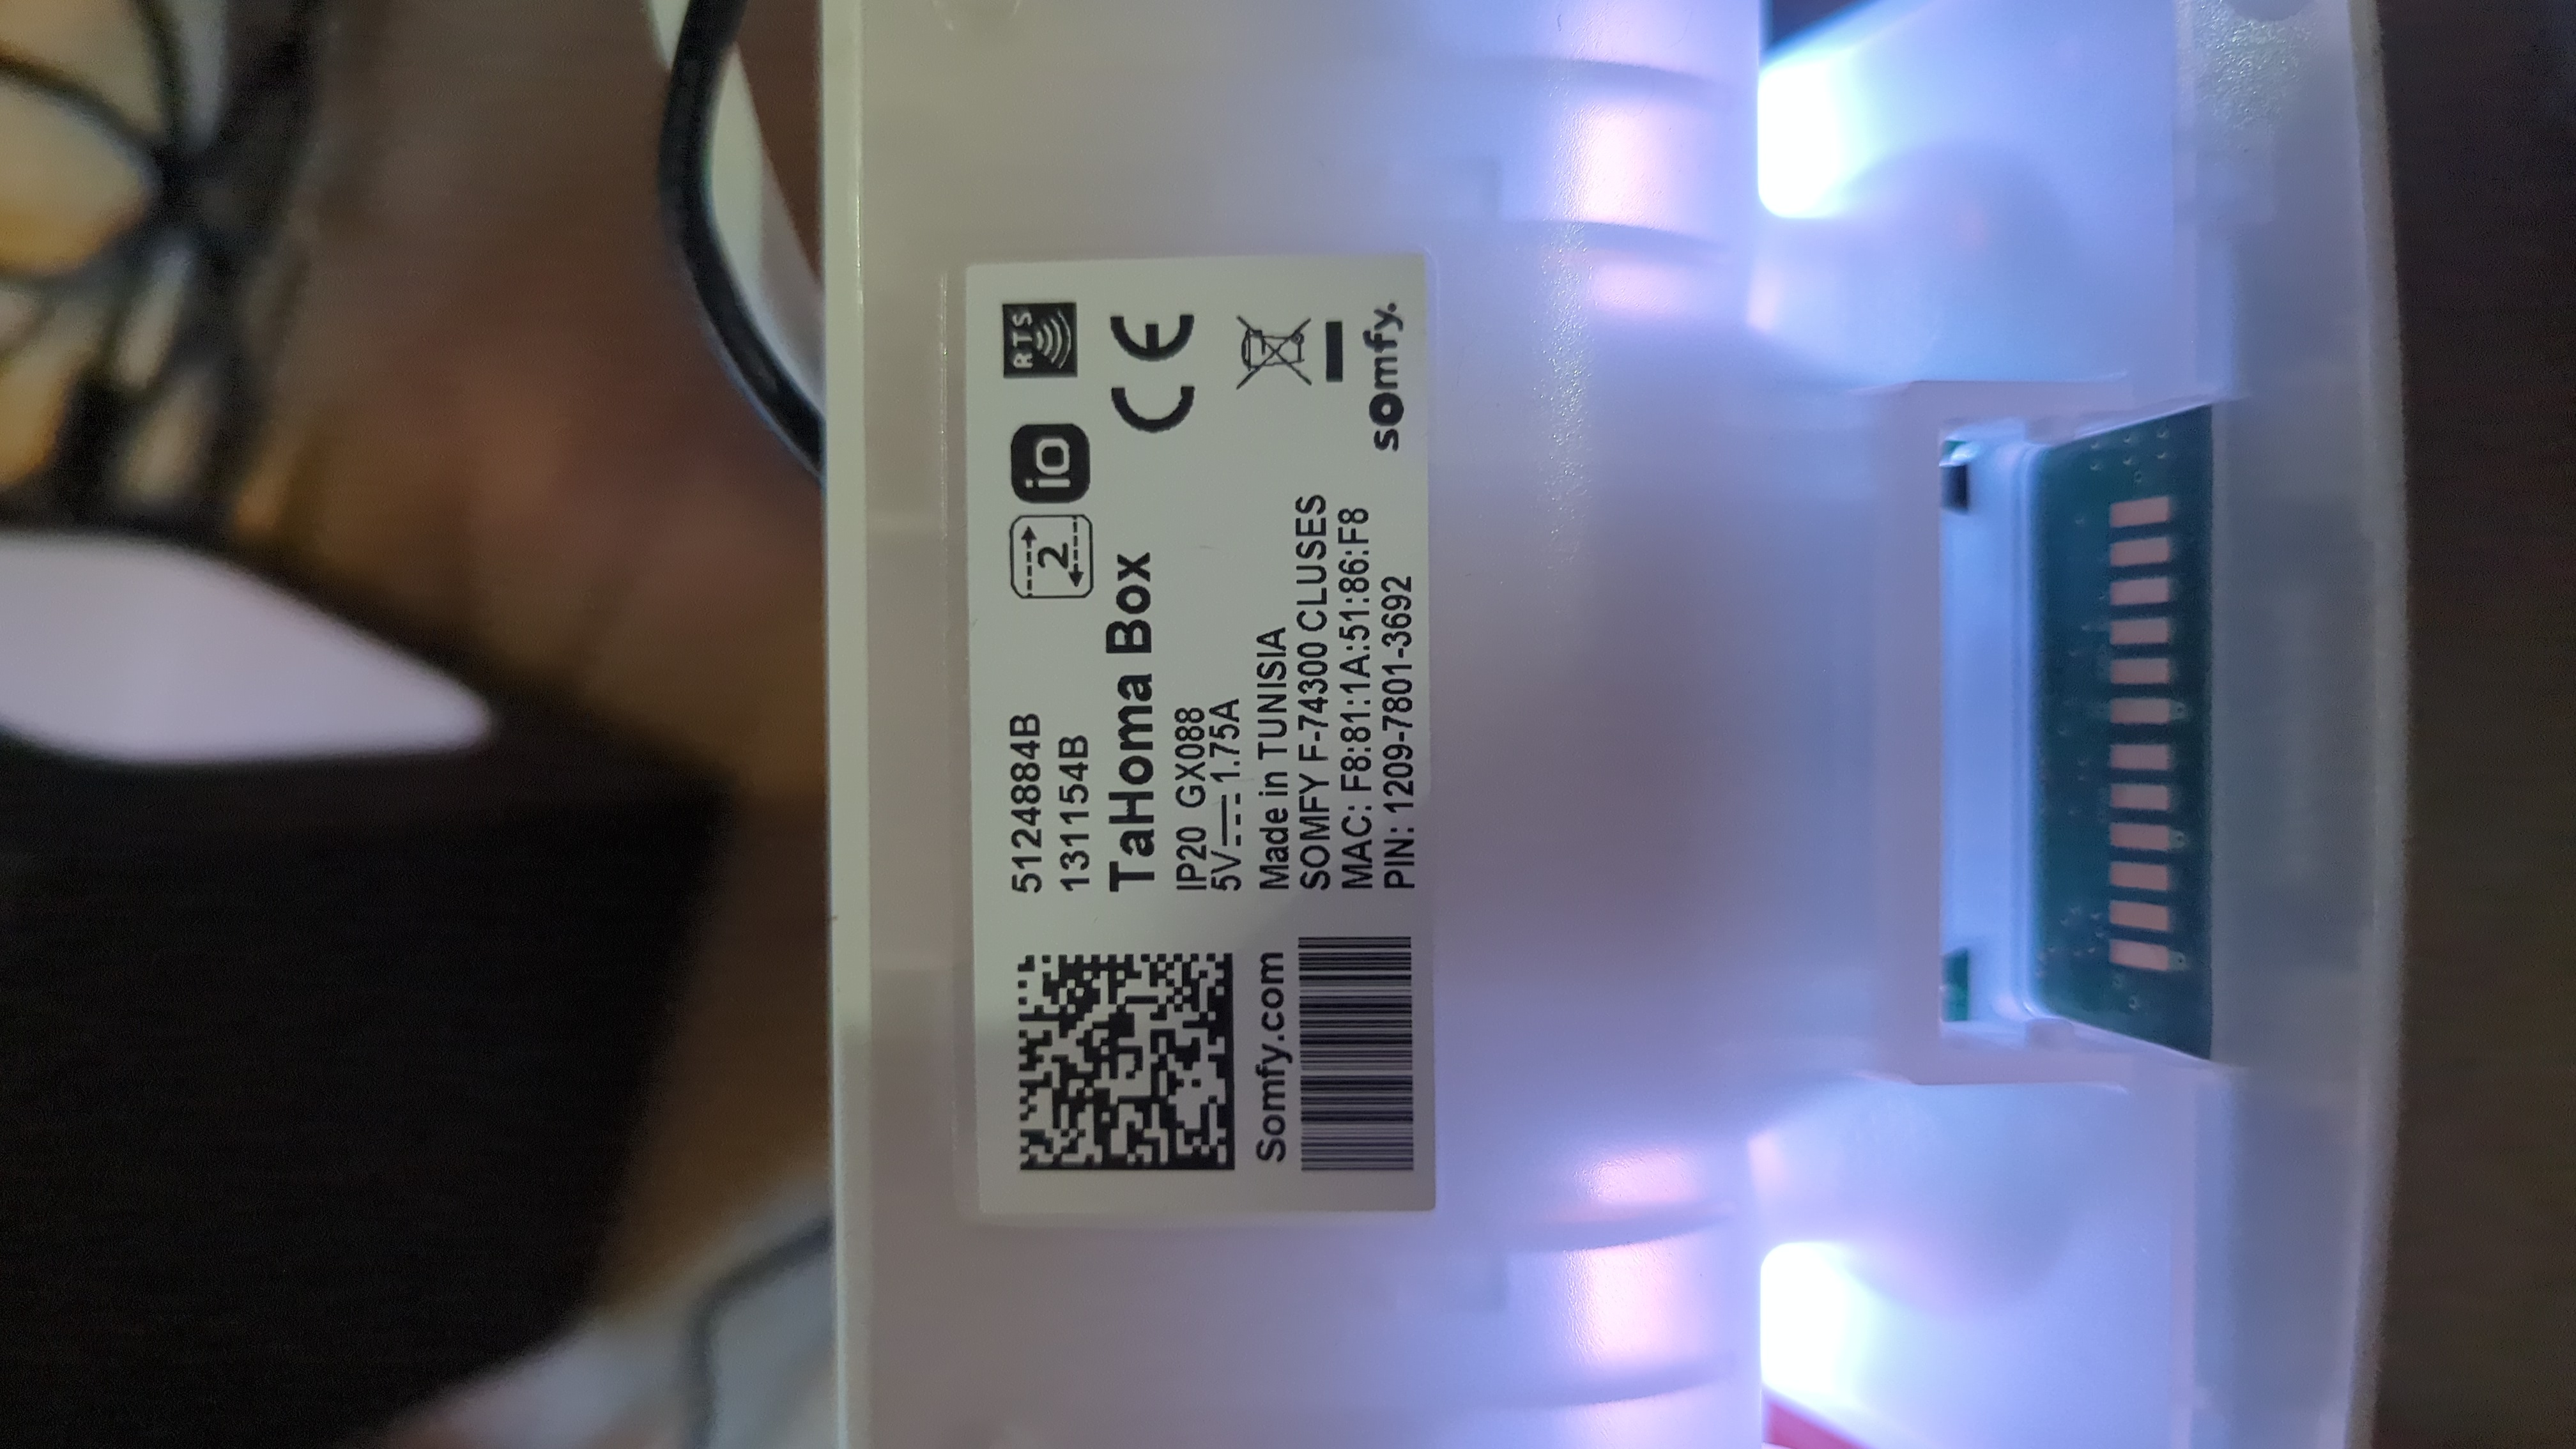 5124884B
131154B
2
io
RTS
TaHoma Box
IP20 GX088
5V⎓1.75A
Made in TUNISIA
SOMFY F-74300 CLUSES
MAC: F8:81:1A:51:86:F8
PIN: 1209-7801-3692
CE
somfy.
Somfy.com